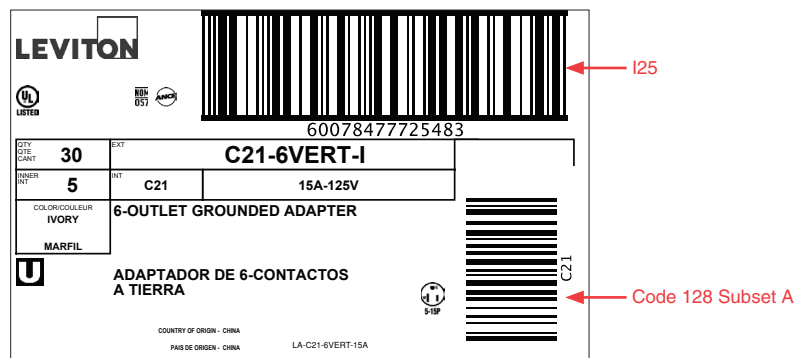 LEVITON
I25
UL
LISTED
NOM
057
ANCE
60078477725483
QTY
QTE
CANT
30
EXT
C21-6VERT-I
INNER
INT
5
INT
C21
15A-125V
COLOR/COULEUR
IVORY
MARFIL
6-OUTLET GROUNDED ADAPTER
C21
U
ADAPTADOR DE 6-CONTACTOS
A TIERRA
5-15P
Code 128 Subset A
COUNTRY OF ORIGIN - CHINA
PAIS DE ORIGEN - CHINA
LA-C21-6VERT-15A